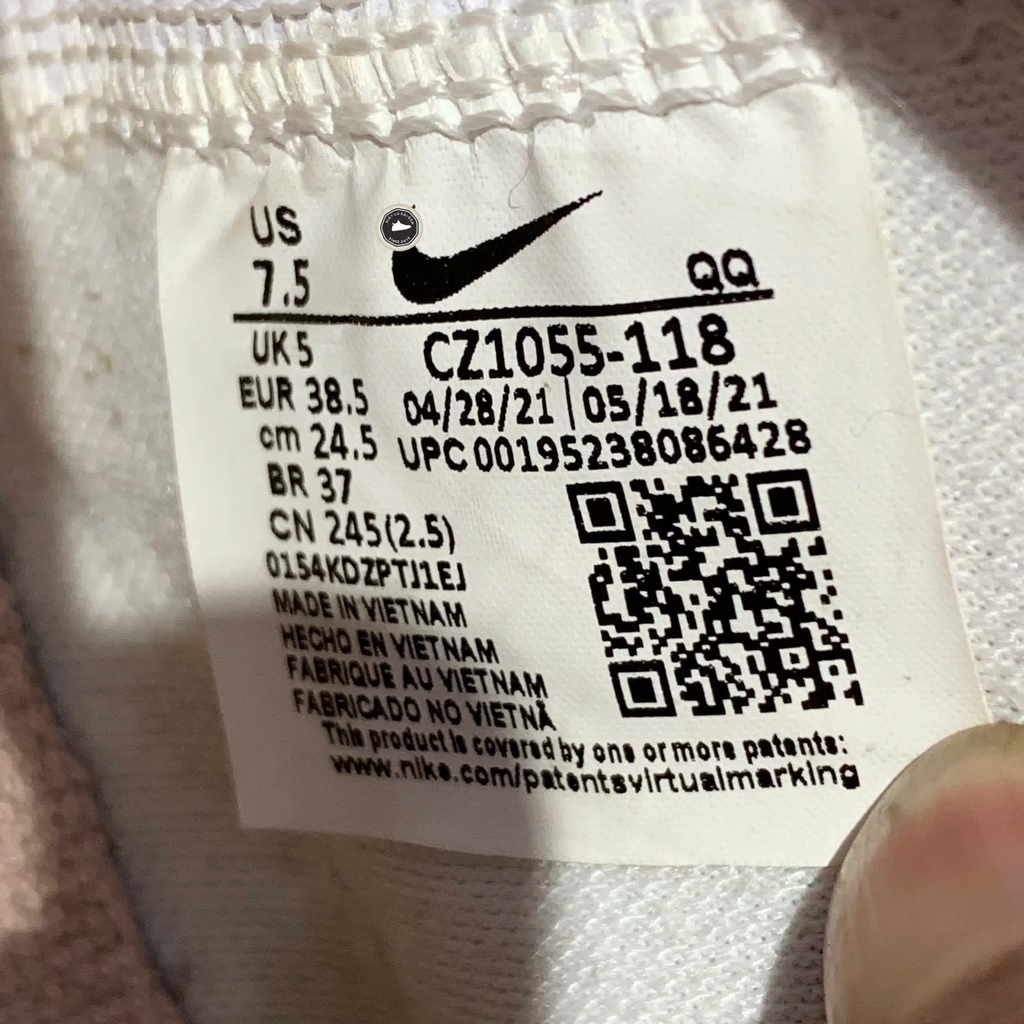 US
7.5
QQ
UK 5
CZ1055-118
EUR 38.5
04/28/21 | 05/18/21
cm 24.5
UPC 00195238086428
BR 37
CN 245(2.5)
0154KDZPTJ1EJ
MADE IN VIETNAM
HECHO EN VIETNAM
FABRIQUE AU VIETNAM
FABRICADO NO VIETNÃ
This product is covered by one or more patents:
www.nike.com/patentsvirtualmarking